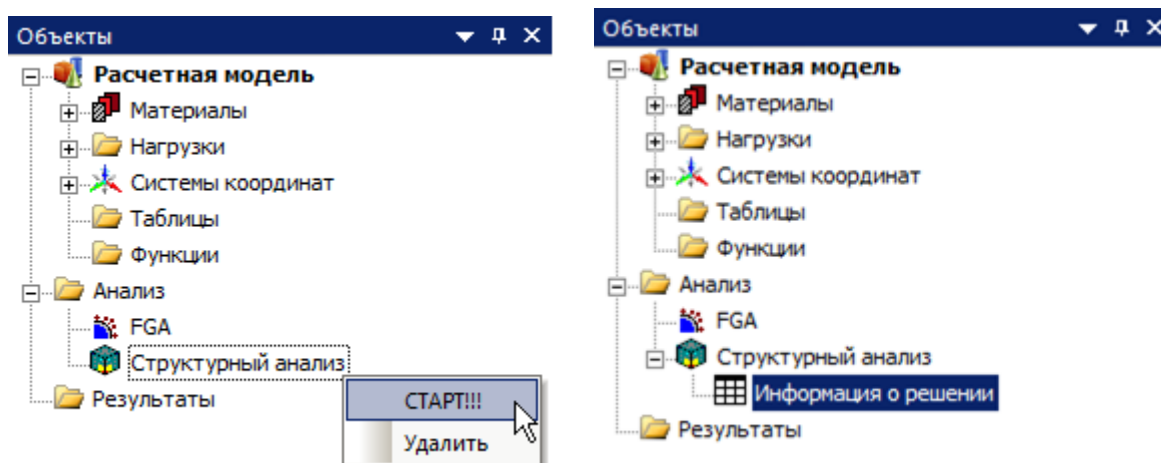 Объекты
Расчетная модель
Материалы
Нагрузки
Системы координат
Таблицы
Функции
Анализ
FGA
Структурный анализ
Результаты
СТАРТ!!!
Удалить
Объекты
Расчетная модель
Материалы
Нагрузки
Системы координат
Таблицы
Функции
Анализ
FGA
Структурный анализ
Информация о решении
Результаты